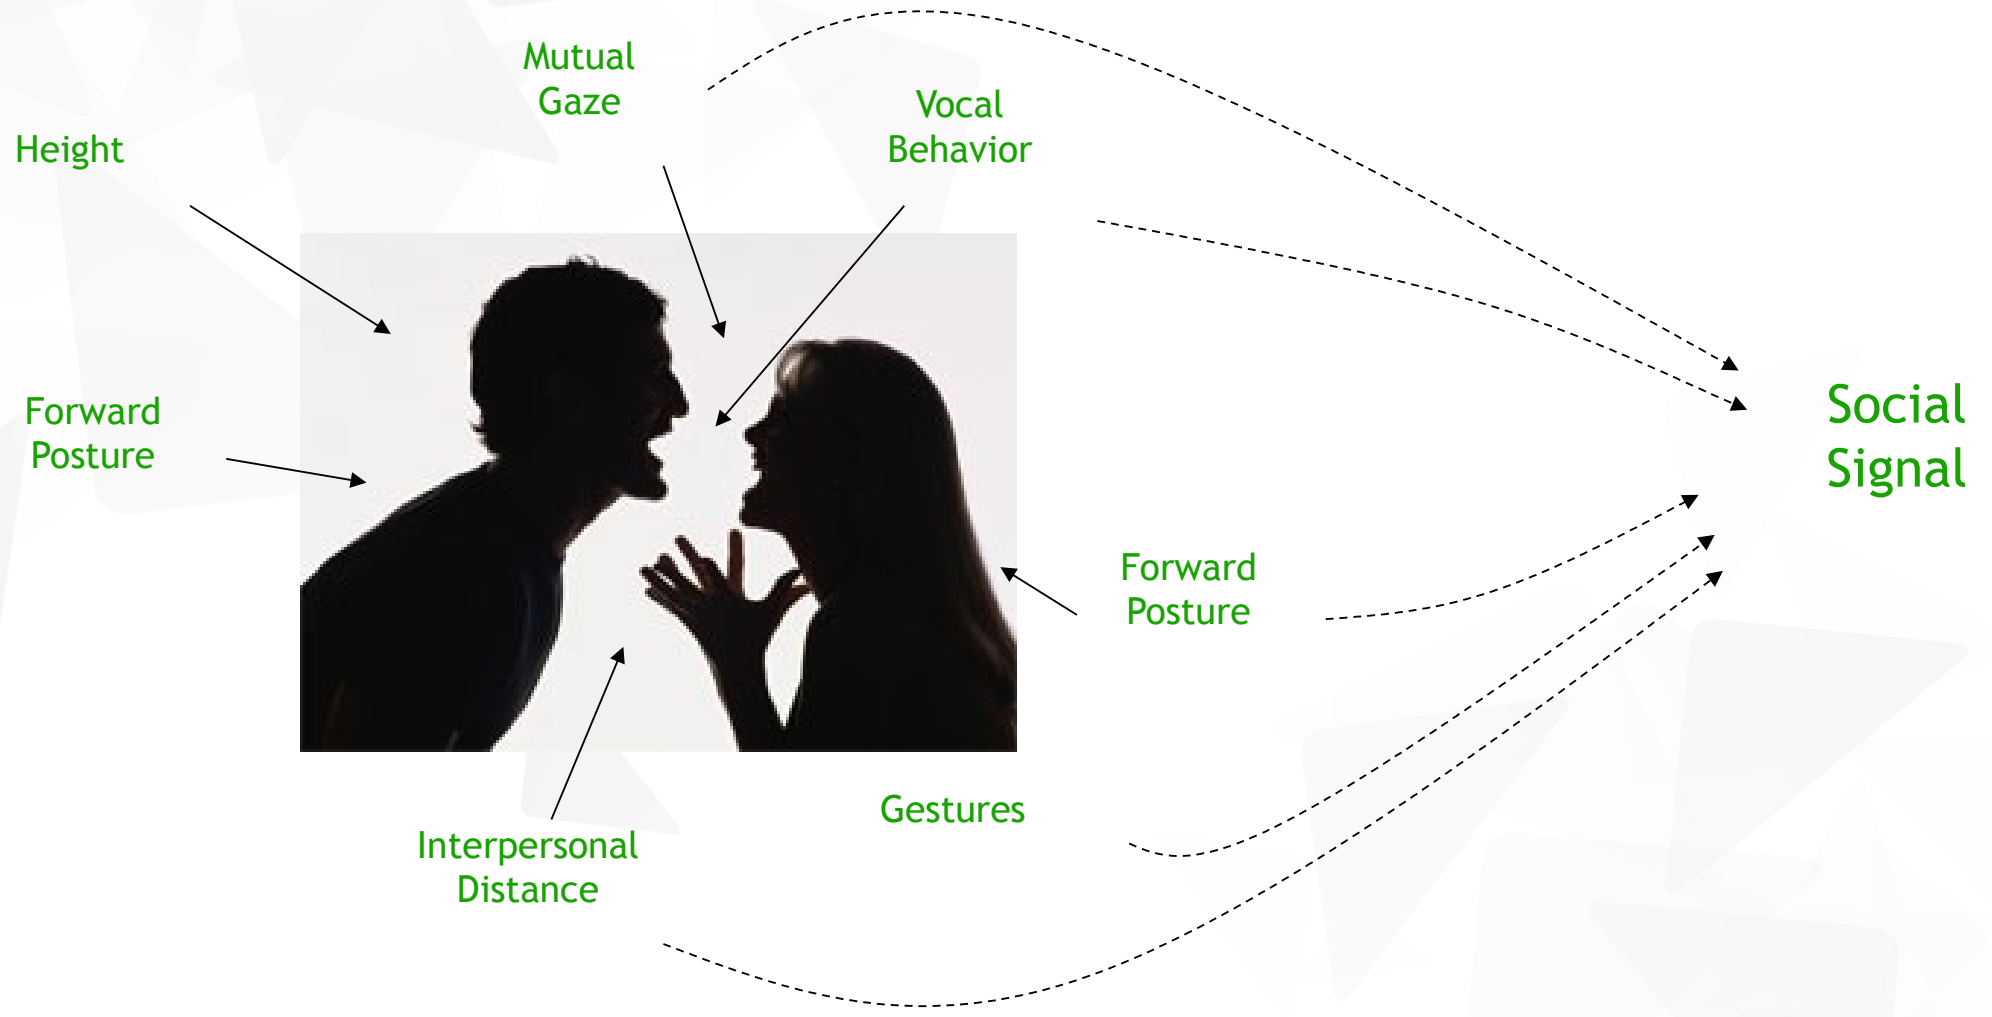 Mutual
Gaze
Vocal
Behavior
Height
Forward
Posture
Social
Signal
Forward
Posture
Gestures
Interpersonal
Distance